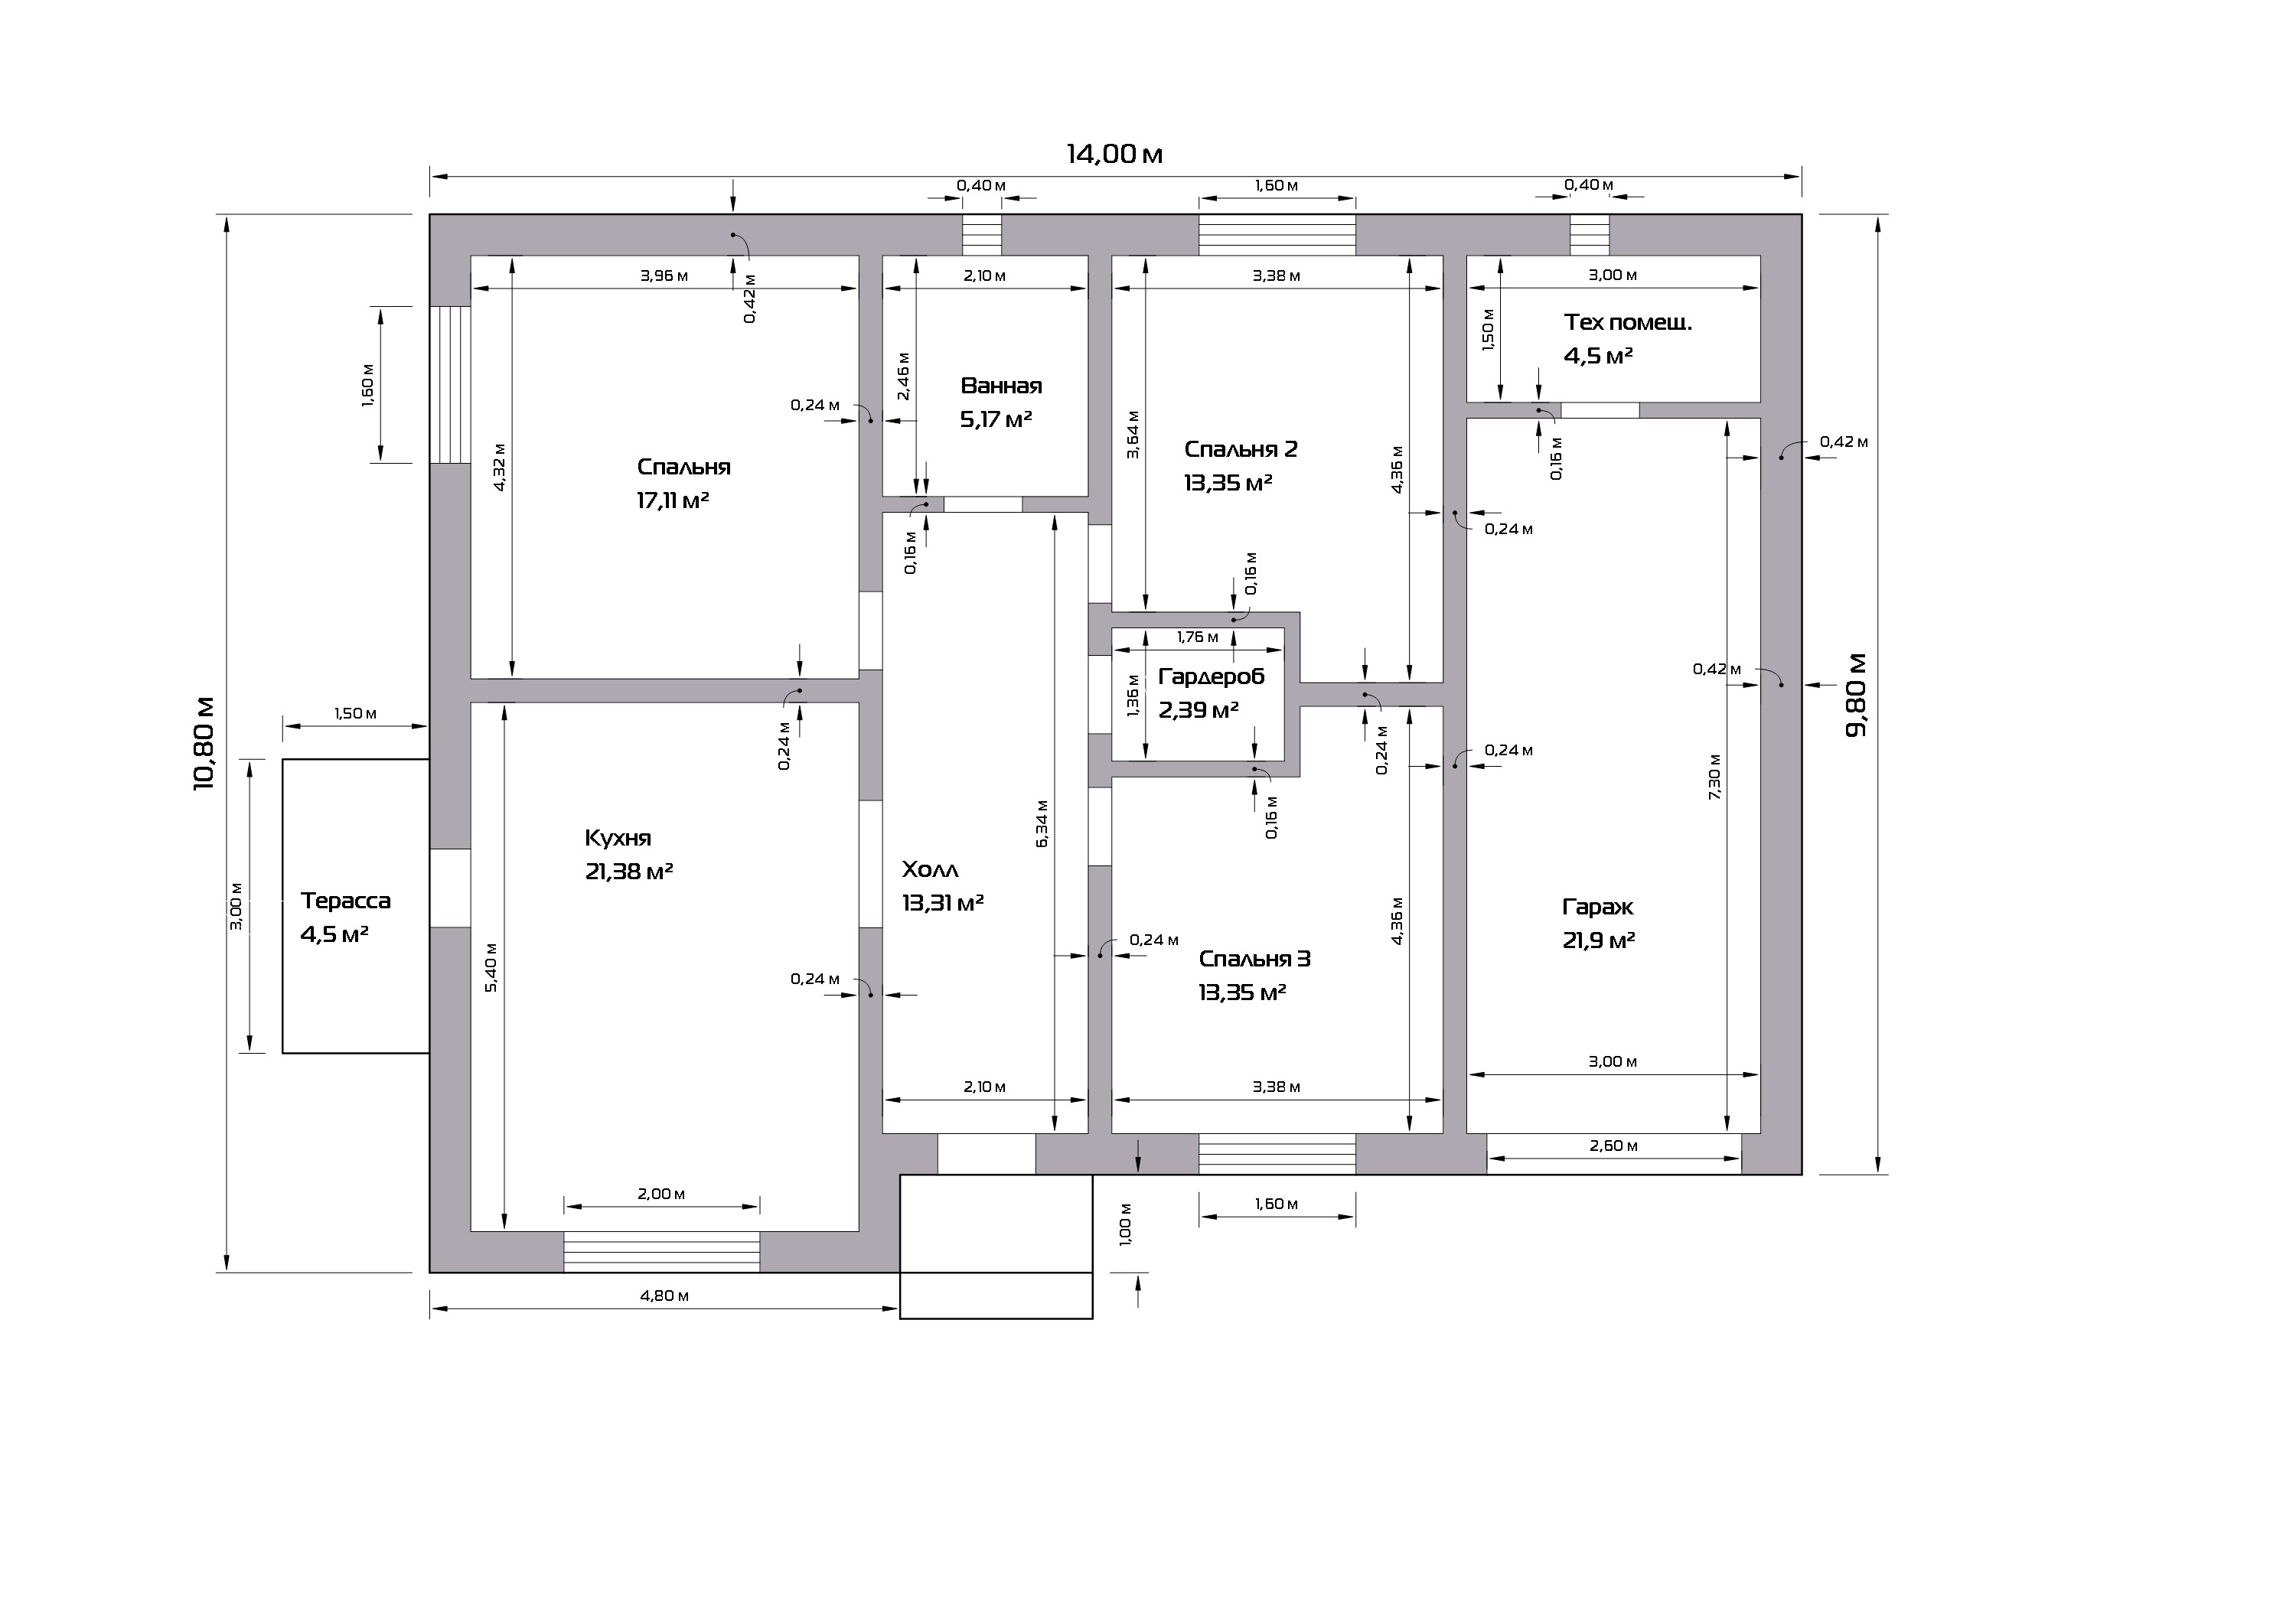 14,00 м
0,40 м
1,60 м
0,40 м
3,96 м
0,42 м
2,10 м
3,38 м
3,00 м
1,60 м
4,32 м
0,24 м
2,46 м
Ванная
5,17 м²
3,64 м
Спальня 2
13,35 м²
4,36 м
1,50 м
Тех помещ.
4,5 м²
0,16 м
0,42 м
Спальня
17,11 м²
0,16 м
0,24 м
0,16 м
1,76 м
Гардероб
2,39 м²
1,36 м
0,24 м
0,42 м
9,80 м
10,80 м
1,50 м
0,24 м
0,24 м
7,30 м
0,16 м
Кухня
21,38 м²
6,34 м
Холл
13,31 м²
Терасса
4,5 м²
3,00 м
5,40 м
0,24 м
0,24 м
4,36 м
Спальня 3
13,35 м²
Гараж
21,9 м²
3,00 м
2,10 м
3,38 м
2,60 м
2,00 м
1,00 м
1,60 м
4,80 м